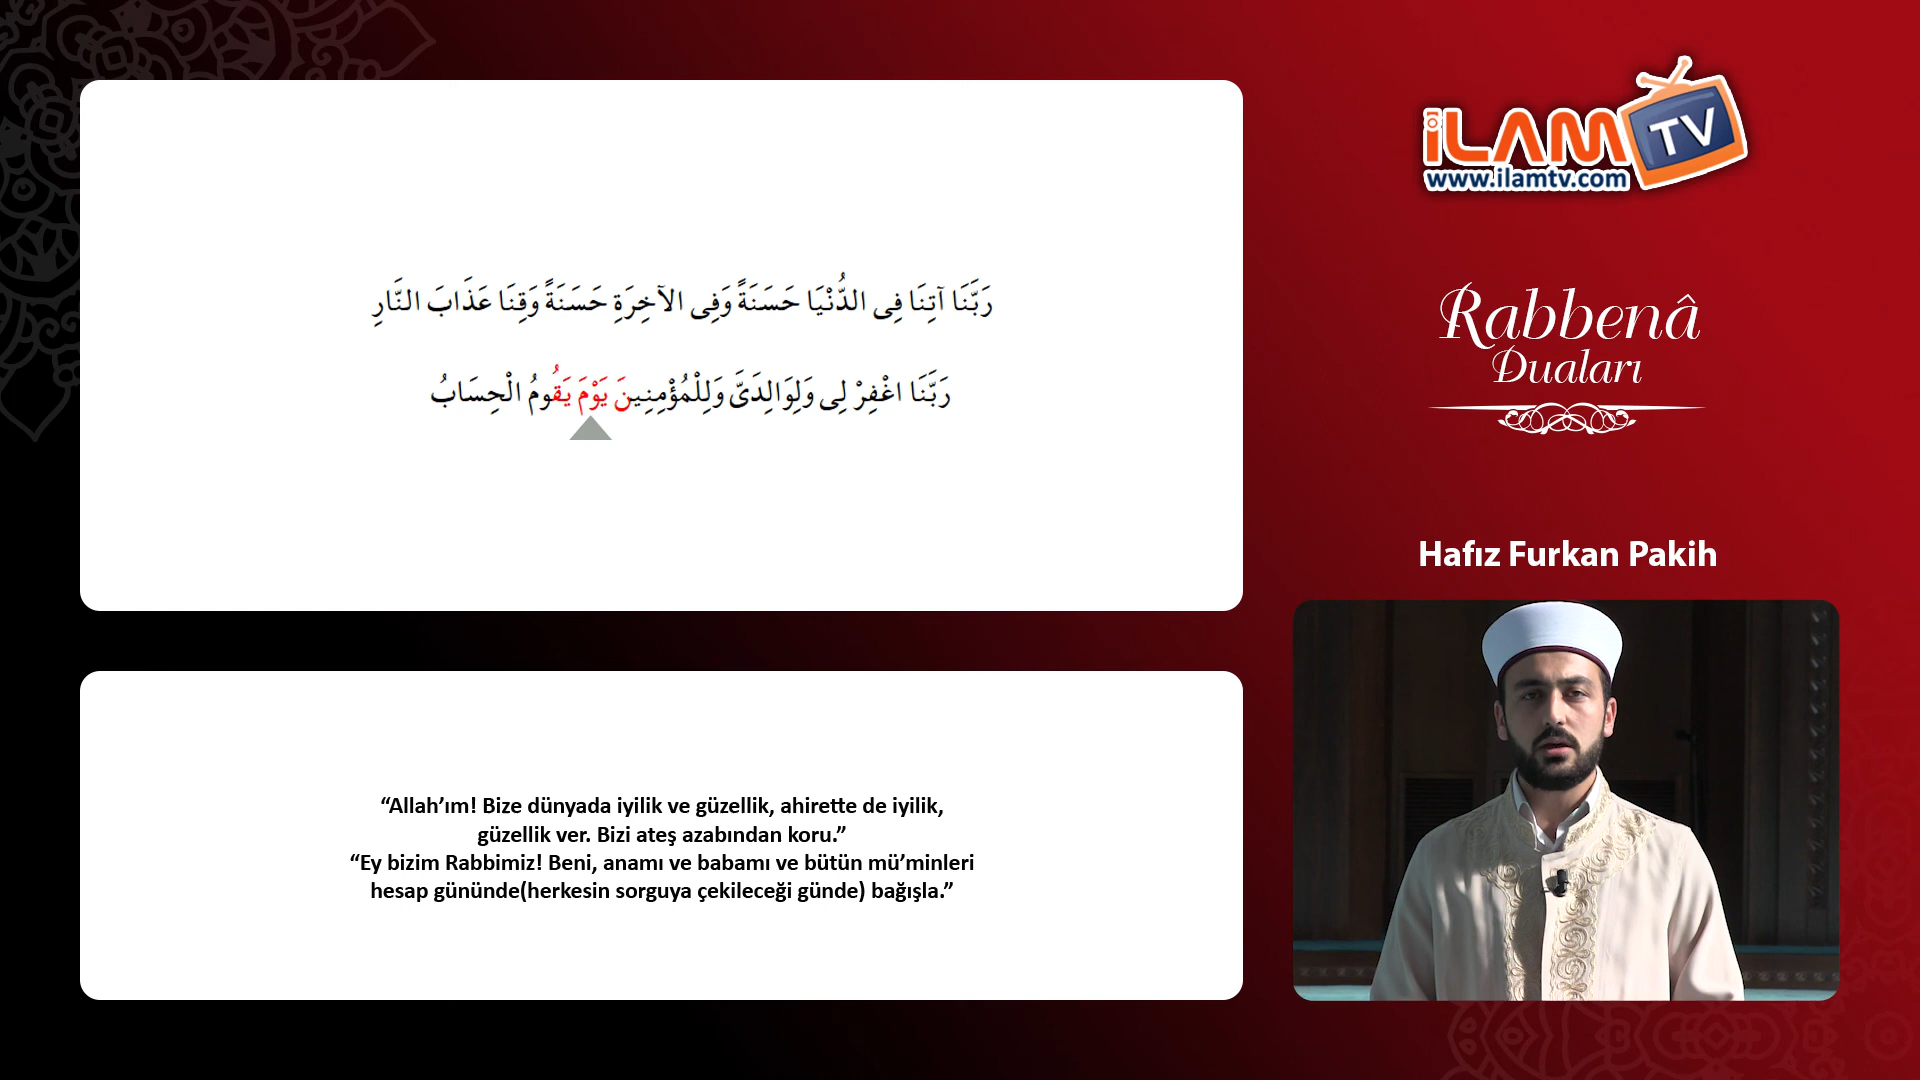 رَبَّنَا آتِنَا فِى الدُّنْيَا حَسَنَةً وَفِى الآخِرَةِ حَسَنَةً وَقِنَا عَذَابَ النَّارِ
رَبَّنَا اغْفِرْ لِى وَلِوَالِدَىَّ وَلِلْمُؤْمِنِينَ يَوْمَ يَقُومُ الْحِسَابُ
“Allah’ım! Bize dünyada iyilik ve güzellik, ahirette de iyilik,
güzellik ver. Bizi ateş azabından koru.”
“Ey bizim Rabbimiz! Beni, anamı ve babamı ve bütün mü’minleri
hesap gününde(herkesin sorguya çekileceği günde) bağışla.”
iLAM TV
www.ilamtv.com
Rabbenâ
Duaları
Hafız Furkan Pakih